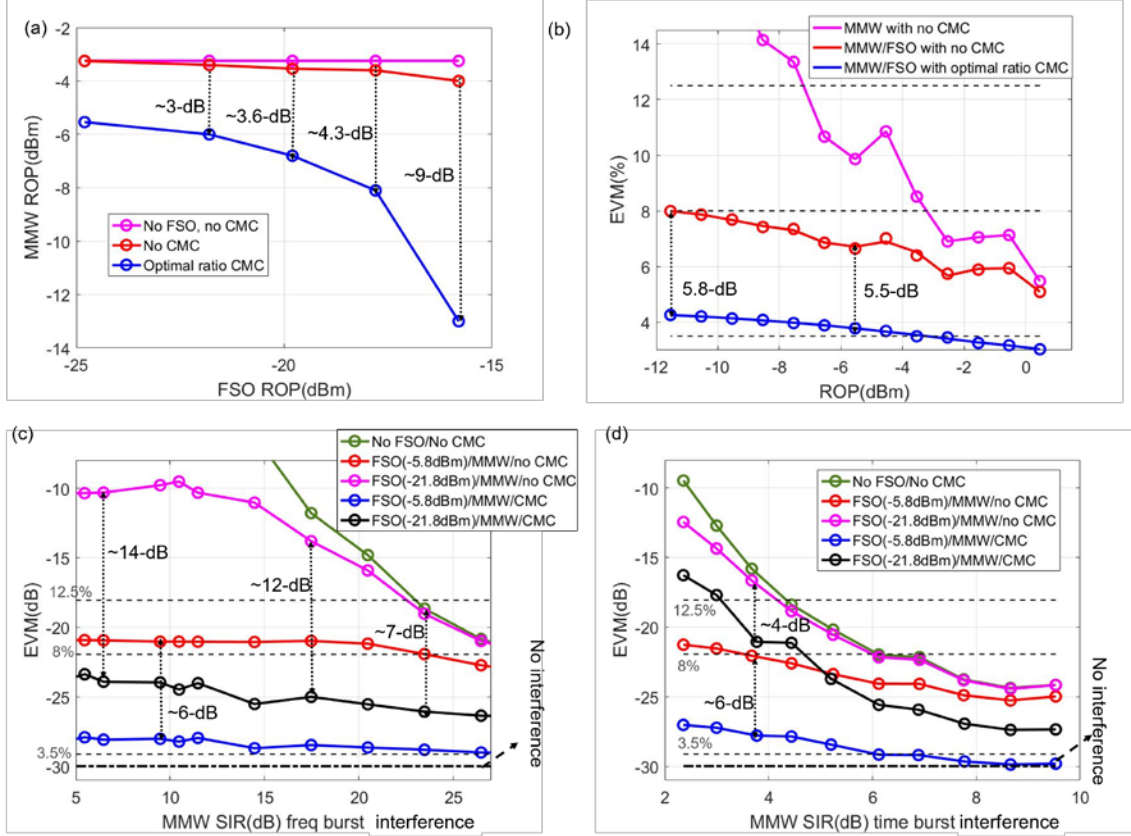 (a)
-2
-4
-6
-8
-10
-12
-14
MMW ROP(dBm)
~3-dB
~3.6-dB
~4.3-dB
~9-dB
No FSO, no CMC
No CMC
Optimal ratio CMC
-25
-20
-15
FSO ROP(dBm)
(b)
MMW with no CMC
MMW/FSO with no CMC
MMW/FSO with optimal ratio CMC
14
12
10
8
6
4
EVM(%)
5.8-dB
5.5-dB
-12
-10
-8
-6
-4
-2
0
ROP(dBm)
(c)
No FSO/No CMC
FSO(-5.8dBm)/MMW/no CMC
FSO(-21.8dBm)/MMW/no CMC
FSO(-5.8dBm)/MMW/CMC
FSO(-21.8dBm)/MMW/CMC
-10
-15
-20
-25
-30
EVM(dB)
~14-dB
~12-dB
12.5%
~7-dB
8%
~6-dB
3.5%
No interference
5
10
15
20
25
MMW SIR(dB) freq burst interference
(d)
No FSO/No CMC
FSO(-5.8dBm)/MMW/no CMC
FSO(-21.8dBm)/MMW/no CMC
FSO(-5.8dBm)/MMW/CMC
FSO(-21.8dBm)/MMW/CMC
-10
-15
-20
-25
-30
EVM(dB)
12.5%
~4-dB
8%
~6-dB
3.5%
No interference
2
4
6
8
10
MMW SIR(dB) time burst interference